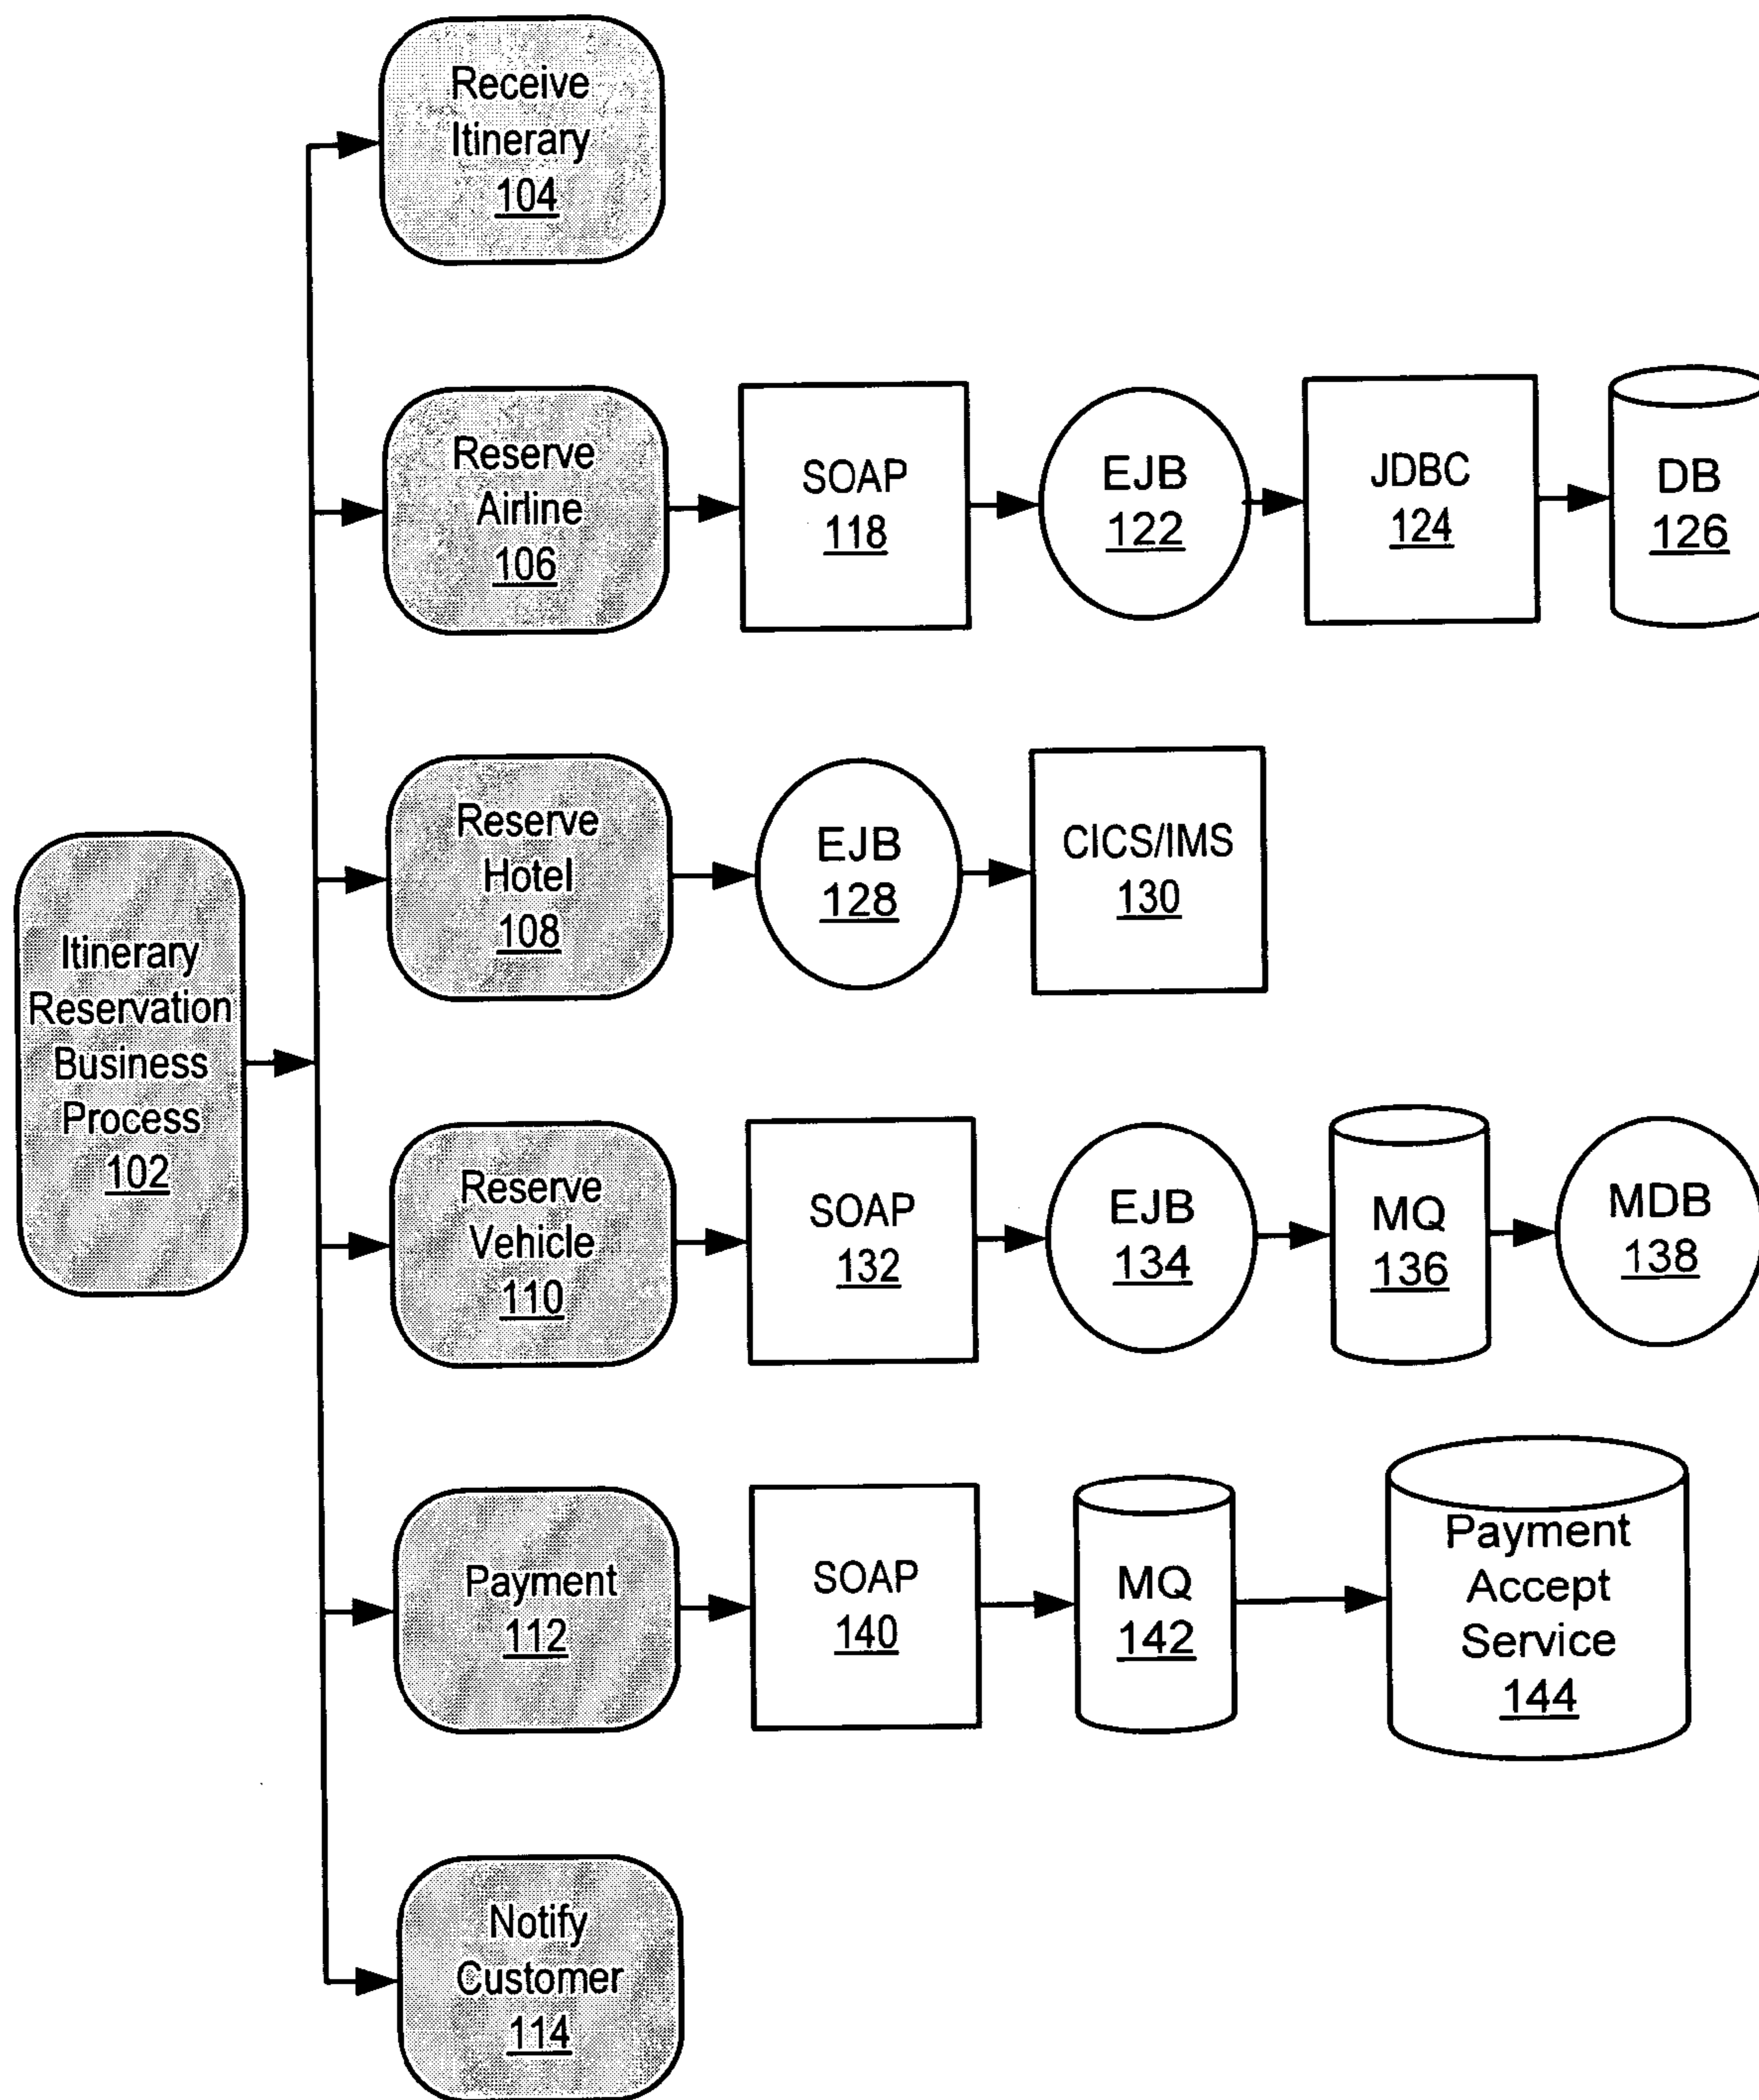 Receive
Itinerary
104
Reserve
Airline
106
SOAP
118
EJB
122
JDBC
124
DB
126
Reserve
Hotel
108
EJB
128
CICS/IMS
130
Itinerary
Reservation
Business
Process
102
Reserve
Vehicle
110
SOAP
132
EJB
134
MQ
136
MDB
138
Payment
112
SOAP
140
MQ
142
Payment
Accept
Service
144
Notify
Customer
114